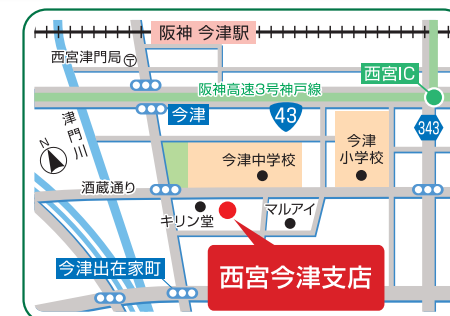 阪神 今津駅
西宮津門局〒
西宮IC
阪神高速3号神戸線
今津
43
343
津門川
N
今津中学校
今津
小学校
酒蔵通り
キリン堂
マルアイ
今津出在家町
西宮今津支店